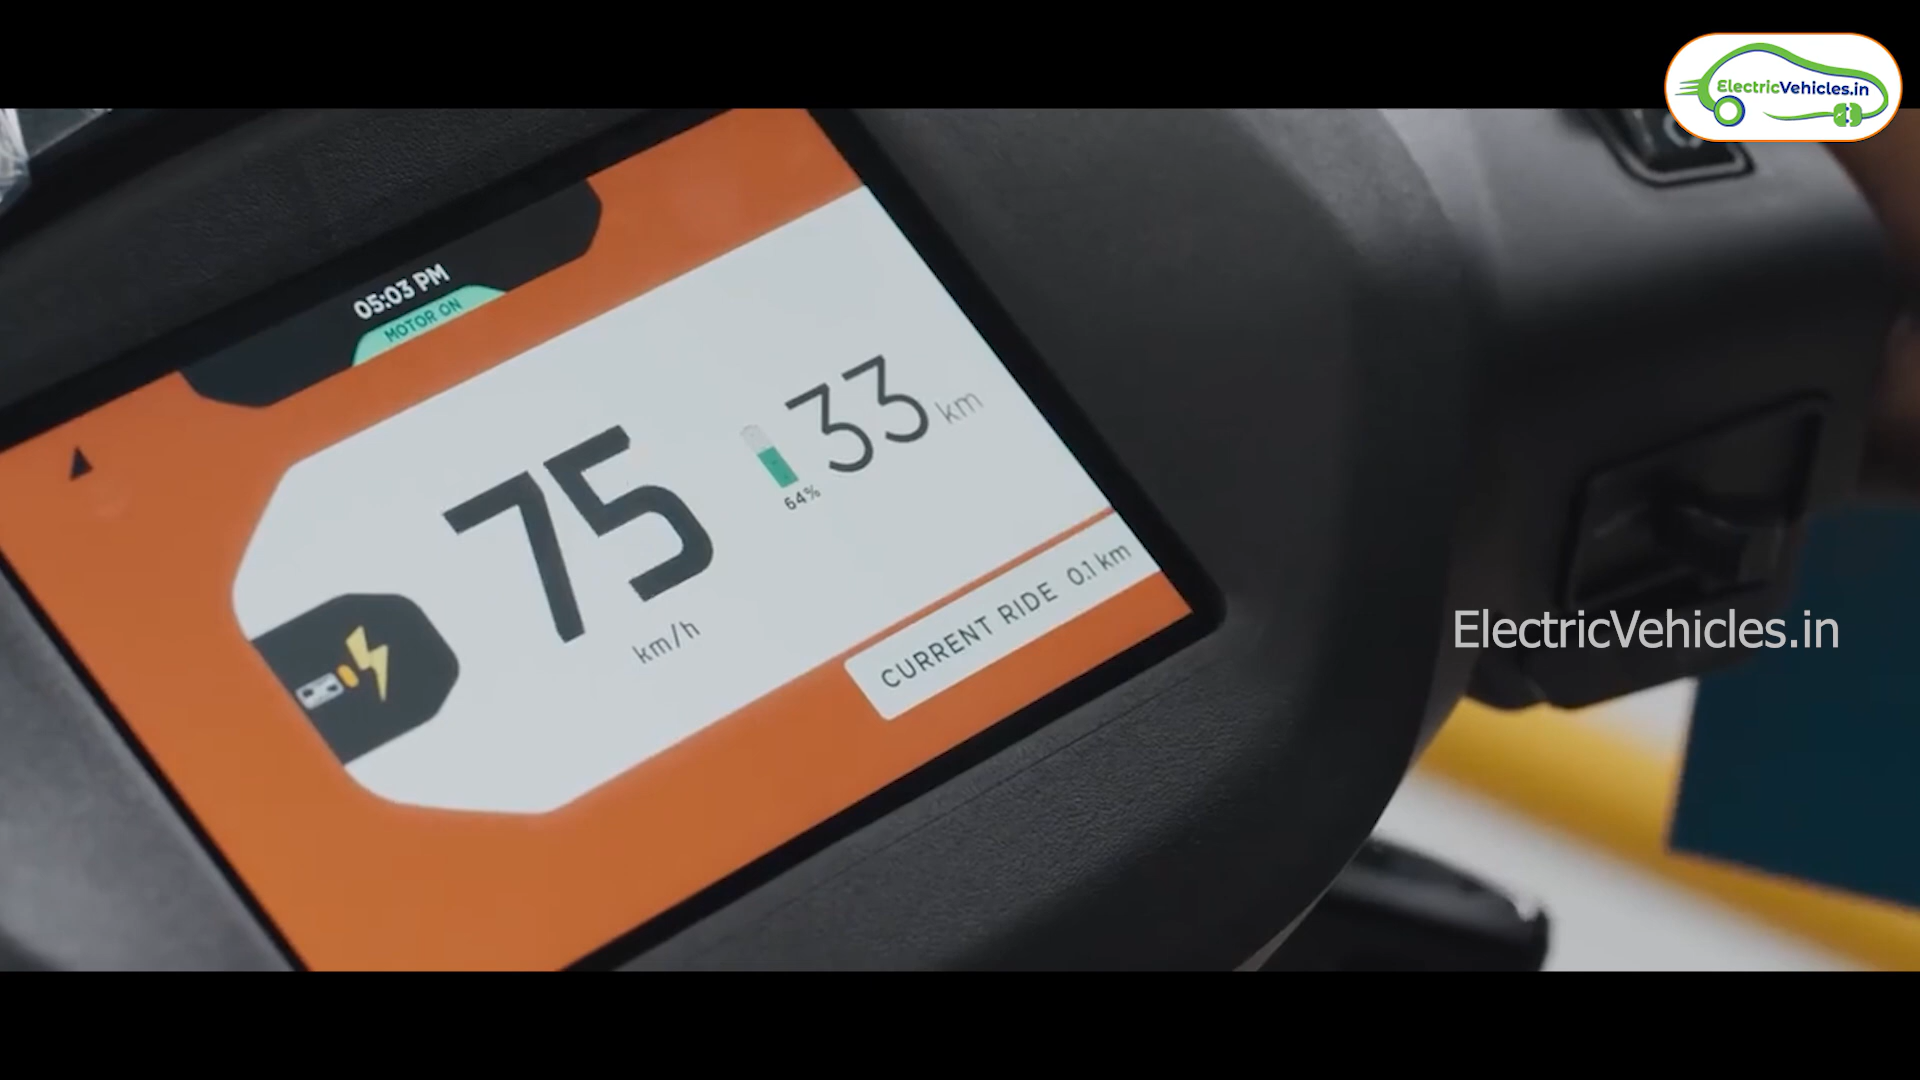 ElectricVehicles.in
05:03 PM
MOTOR ON
75
km/h
64%
33 km
CURRENT RIDE 0.1 km
ElectricVehicles.in